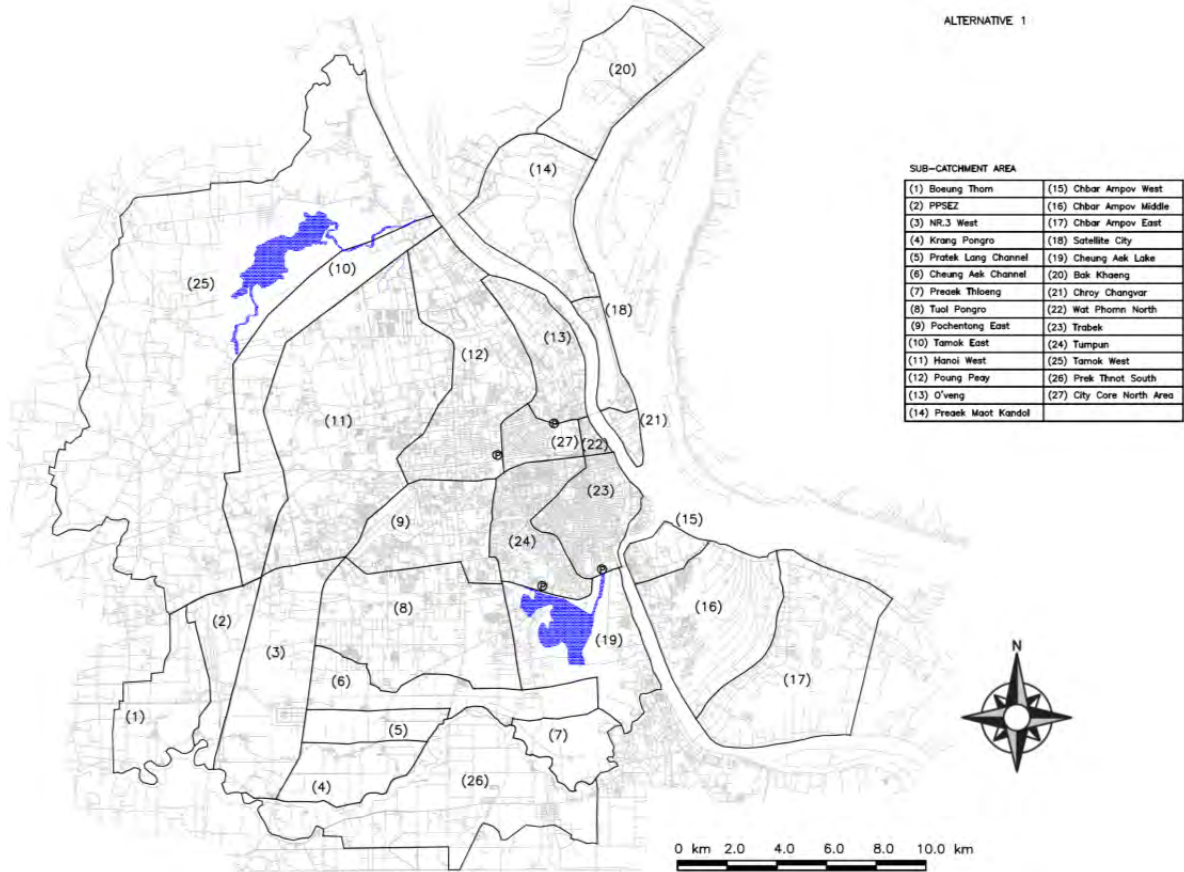 ALTERNATIVE 1
(20)
(14)
SUB-CATCHMENT AREA
(1) Boeung Thom (15) Chbar Ampov West
(2) PPSEZ (16) Chbar Ampov Middle
(3) NR.3 West (17) Chbar Ampov East
(4) Krang Pongro (18) Satellite City
(5) Pratek Lang Channel (19) Cheung Aek Lake
(6) Cheung Aek Channel (20) Bak Khaeng
(7) Preaek Thloeng (21) Chroy Changvar
(8) Tuol Pongro (22) Wat Phomn North
(9) Pochentong East (23) Trabek
(10) Tamok East (24) Tumpun
(11) Hanoi West (25) Tamok West
(12) Poung Peay (26) Prek Thnot South
(13) O'veng (27) City Core North Area
(14) Preaek Maot Kandol
(10)
(25)
(18)
(13)
(12)
(11)
(21)
(27) (22)
P
P
(23)
(9)
(15)
(24)
P
P
(8)
(16)
(2)
(19)
(3)
N
(6)
(17)
(1)
(5)
(7)
(26)
(4)
0 km 2.0 4.0 6.0 8.0 10.0 km